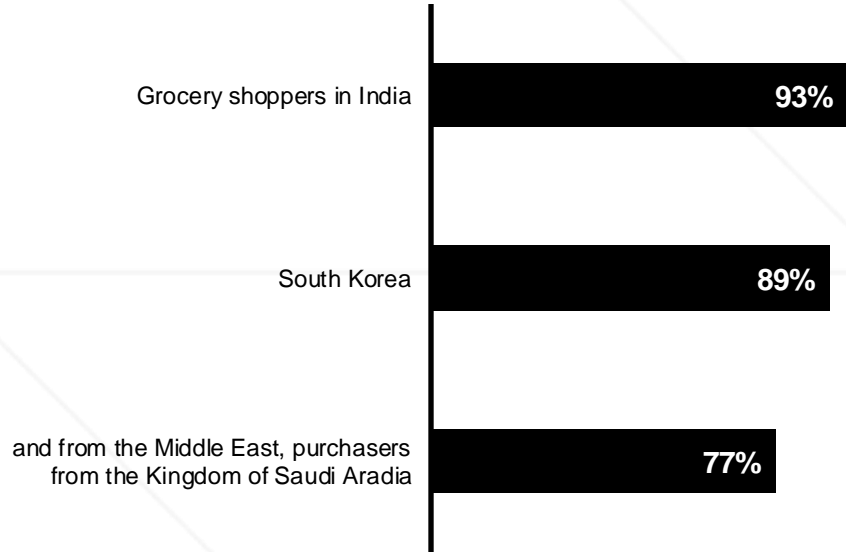 Grocery shoppers in India
93%
South Korea
89%
and from the Middle East, purchasers
from the Kingdom of Saudi Aradia
77%